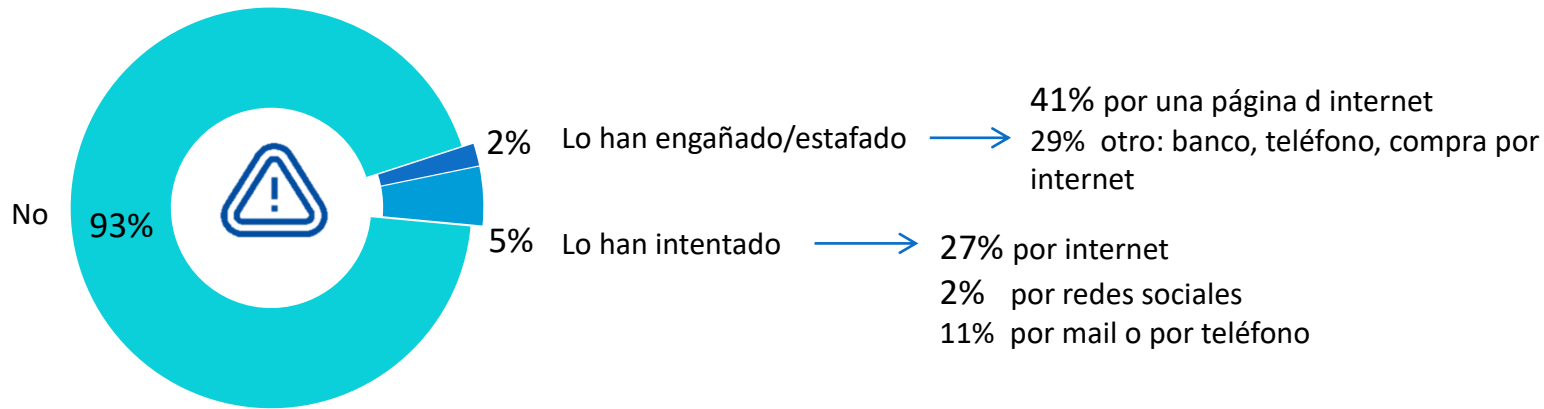 No
93%
2% Lo han engañado/estafado
41% por una página d internet
29% otro: banco, teléfono, compra por
internet
5% Lo han intentado
27% por internet
2% por redes sociales
11% por mail o por teléfono